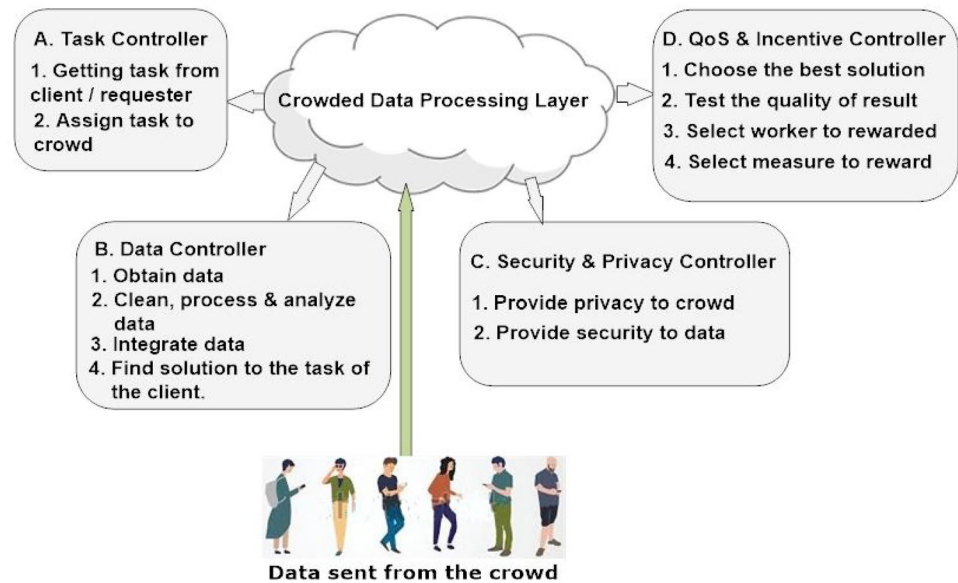 A. Task Controller
1. Getting task from
client / requester
2. Assign task to
crowd
Crowded Data Processing Layer
D. QoS & Incentive Controller
1. Choose the best solution
2. Test the quality of result
3. Select worker to rewarded
4. Select measure to reward
B. Data Controller
1. Obtain data
2. Clean, process & analyze
data
3. Integrate data
4. Find solution to the task of
the client.
C. Security & Privacy Controller
1. Provide privacy to crowd
2. Provide security to data
Data sent from the crowd